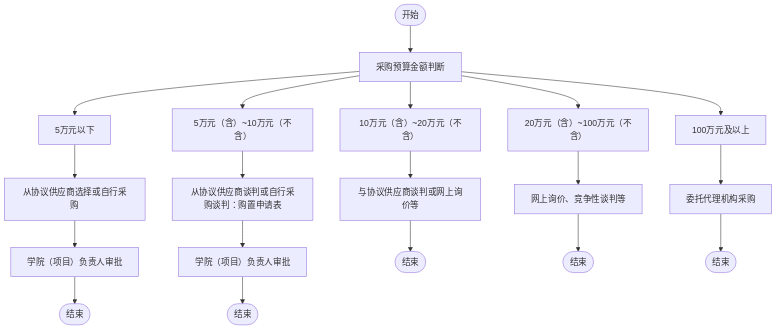 开始
采购预算金额判断
5万元以下
5万元（含）~10万元（不
含）
10万元（含）~20万元（不
含）
20万元（含）~100万元（不
含）
100万元及以上
从协议供应商选择或自行采
购
从协议供应商谈判或自行采
购谈判：购置申请表
与协议供应商谈判或网上询
价等
网上询价、竞争性谈判等
委托代理机构采购
学院（项目）负责人审批
学院（项目）负责人审批
结束
结束
结束
结束
结束